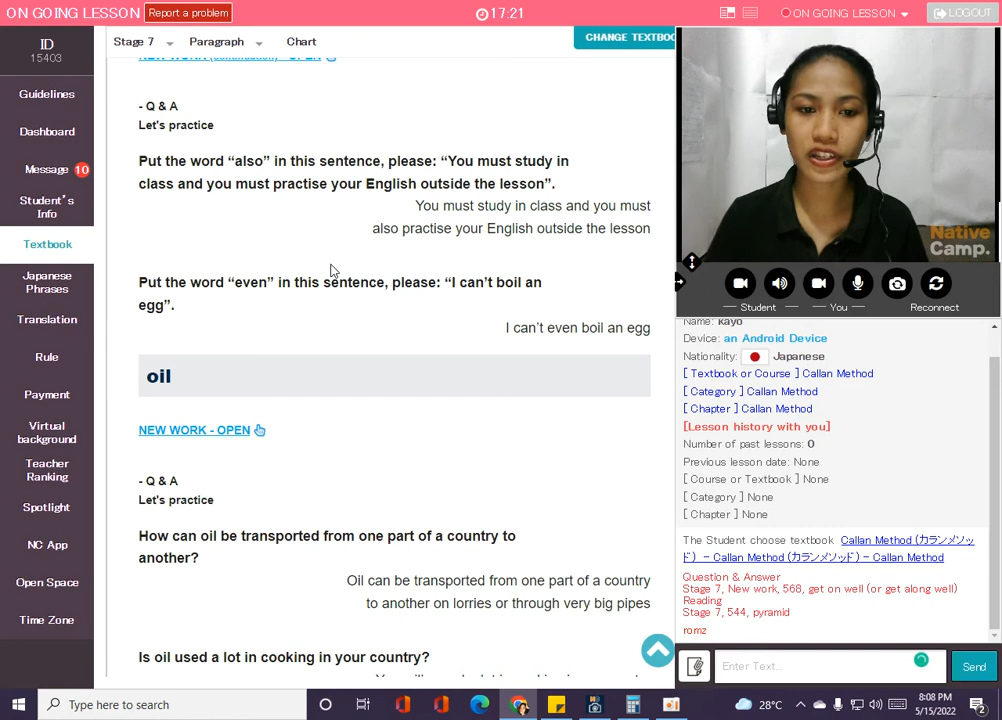 ON GOING LESSON Report a problem 17:21 ON GOING LESSON LOGOUT
ID
15403
Guidelines
Dashboard
Message 10
Student's
Info
Textbook
Japanese
Phrases
Translation
Rule
Payment
Virtual
background
Teacher
Ranking
Spotlight
NC App
Open Space
Time Zone
Stage 7 Paragraph Chart CHANGE TEXTBOO
- Q & A
Let's practice
Put the word “also” in this sentence, please: “You must study in
class and you must practise your English outside the lesson”.
You must study in class and you must
also practise your English outside the lesson
Put the word “even” in this sentence, please: “I can’t boil an
egg”.
I can’t even boil an egg
oil
NEW WORK - OPEN
- Q & A
Let's practice
How can oil be transported from one part of a country to
another?
Oil can be transported from one part of a country
to another on lorries or through very big pipes
Is oil used a lot in cooking in your country?
Native
Camp.
Student You Reconnect
Name: kayo
Device: an Android Device
Nationality: Japanese
[ Textbook or Course ] Callan Method
[ Category ] Callan Method
[ Chapter ] Callan Method
[Lesson history with you]
Number of past lessons: 0
Previous lesson date: None
[ Course or Textbook ] None
[ Category ] None
[ Chapter ] None
The Student choose textbook Callan Method (カランメソッ
ド) - Callan Method (カランメソッド) - Callan Method
Question & Answer
Stage 7, New work, 568, get on well (or get along well)
Reading
Stage 7, 544, pyramid
romz
Enter Text... Send
Type here to search
28°C
8:08 PM
5/15/2022
2